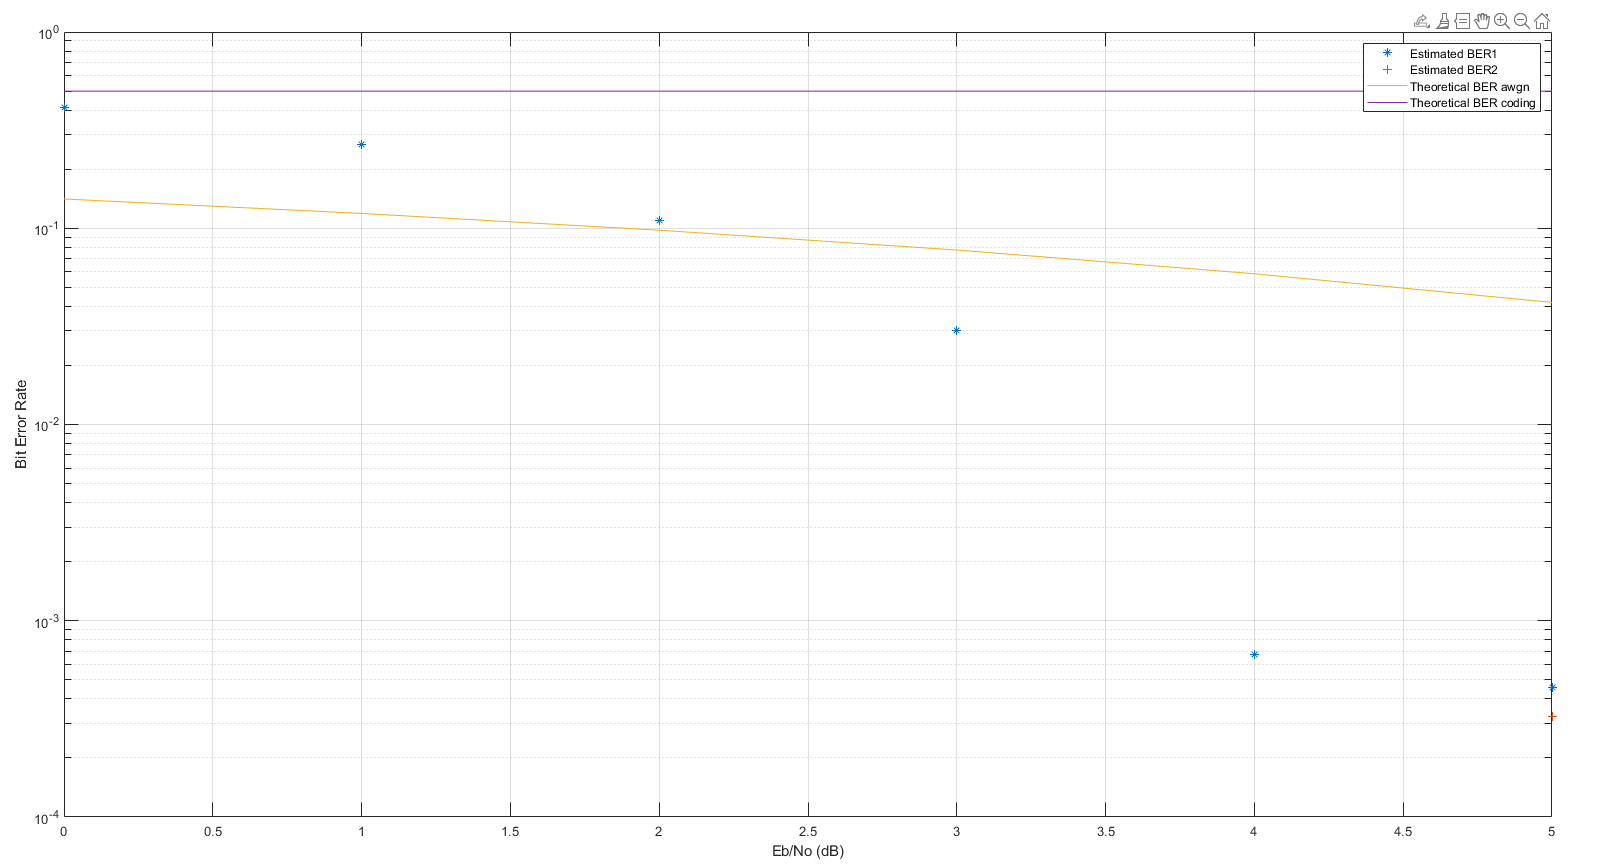 Estimated BER1
Estimated BER2
Theoretical BER awgn
Theoretical BER coding
10^0
10^-1
10^-2
10^-3
10^-4
Bit Error Rate
0 0.5 1 1.5 2 2.5 3 3.5 4 4.5 5
Eb/No (dB)